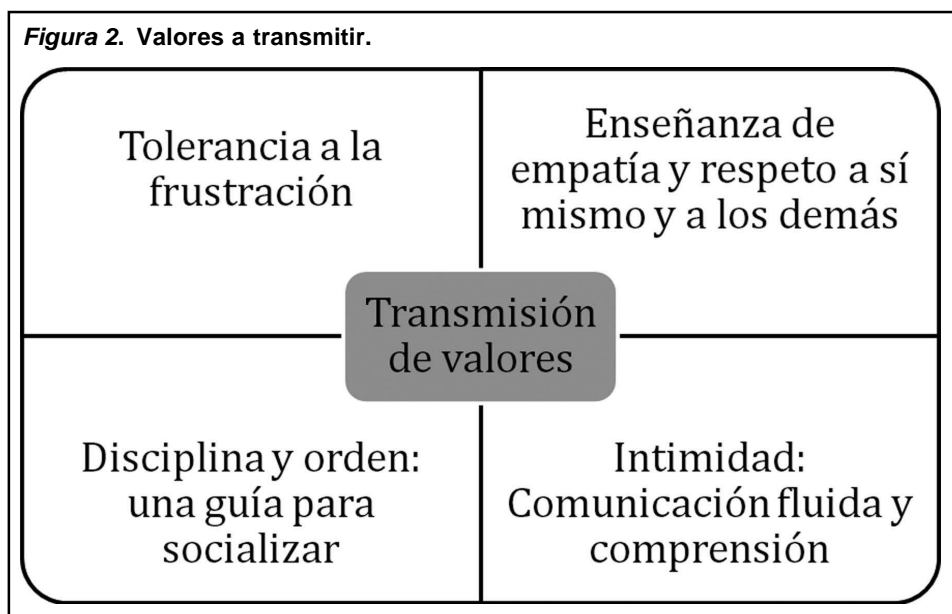 Figura 2. Valores a transmitir.
Tolerancia a la
frustración
Enseñanza de
empatía y respeto a sí
mismo y a los demás
Transmisión
de valores
Disciplina y orden:
una guía para
socializar
Intimidad:
Comunicación fluida y
comprensión